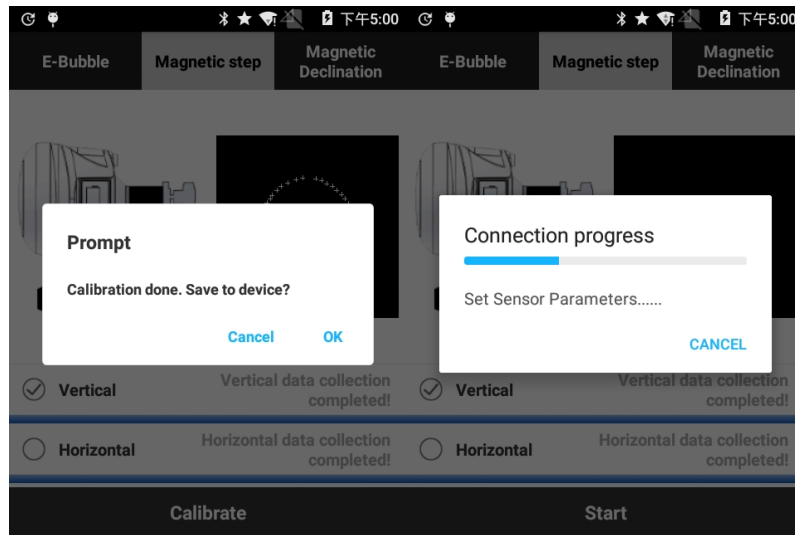 下午5:00
E-Bubble
Magnetic step
Magnetic
Declination
Prompt
Calibration done. Save to device?
Cancel
OK
Vertical
Vertical data collection
completed!
Horizontal
Horizontal data collection
completed!
Calibrate
下午5:00
E-Bubble
Magnetic step
Magnetic
Declination
Connection progress
Set Sensor Parameters......
CANCEL
Vertical
Vertical data collection
completed!
Horizontal
Horizontal data collection
completed!
Start